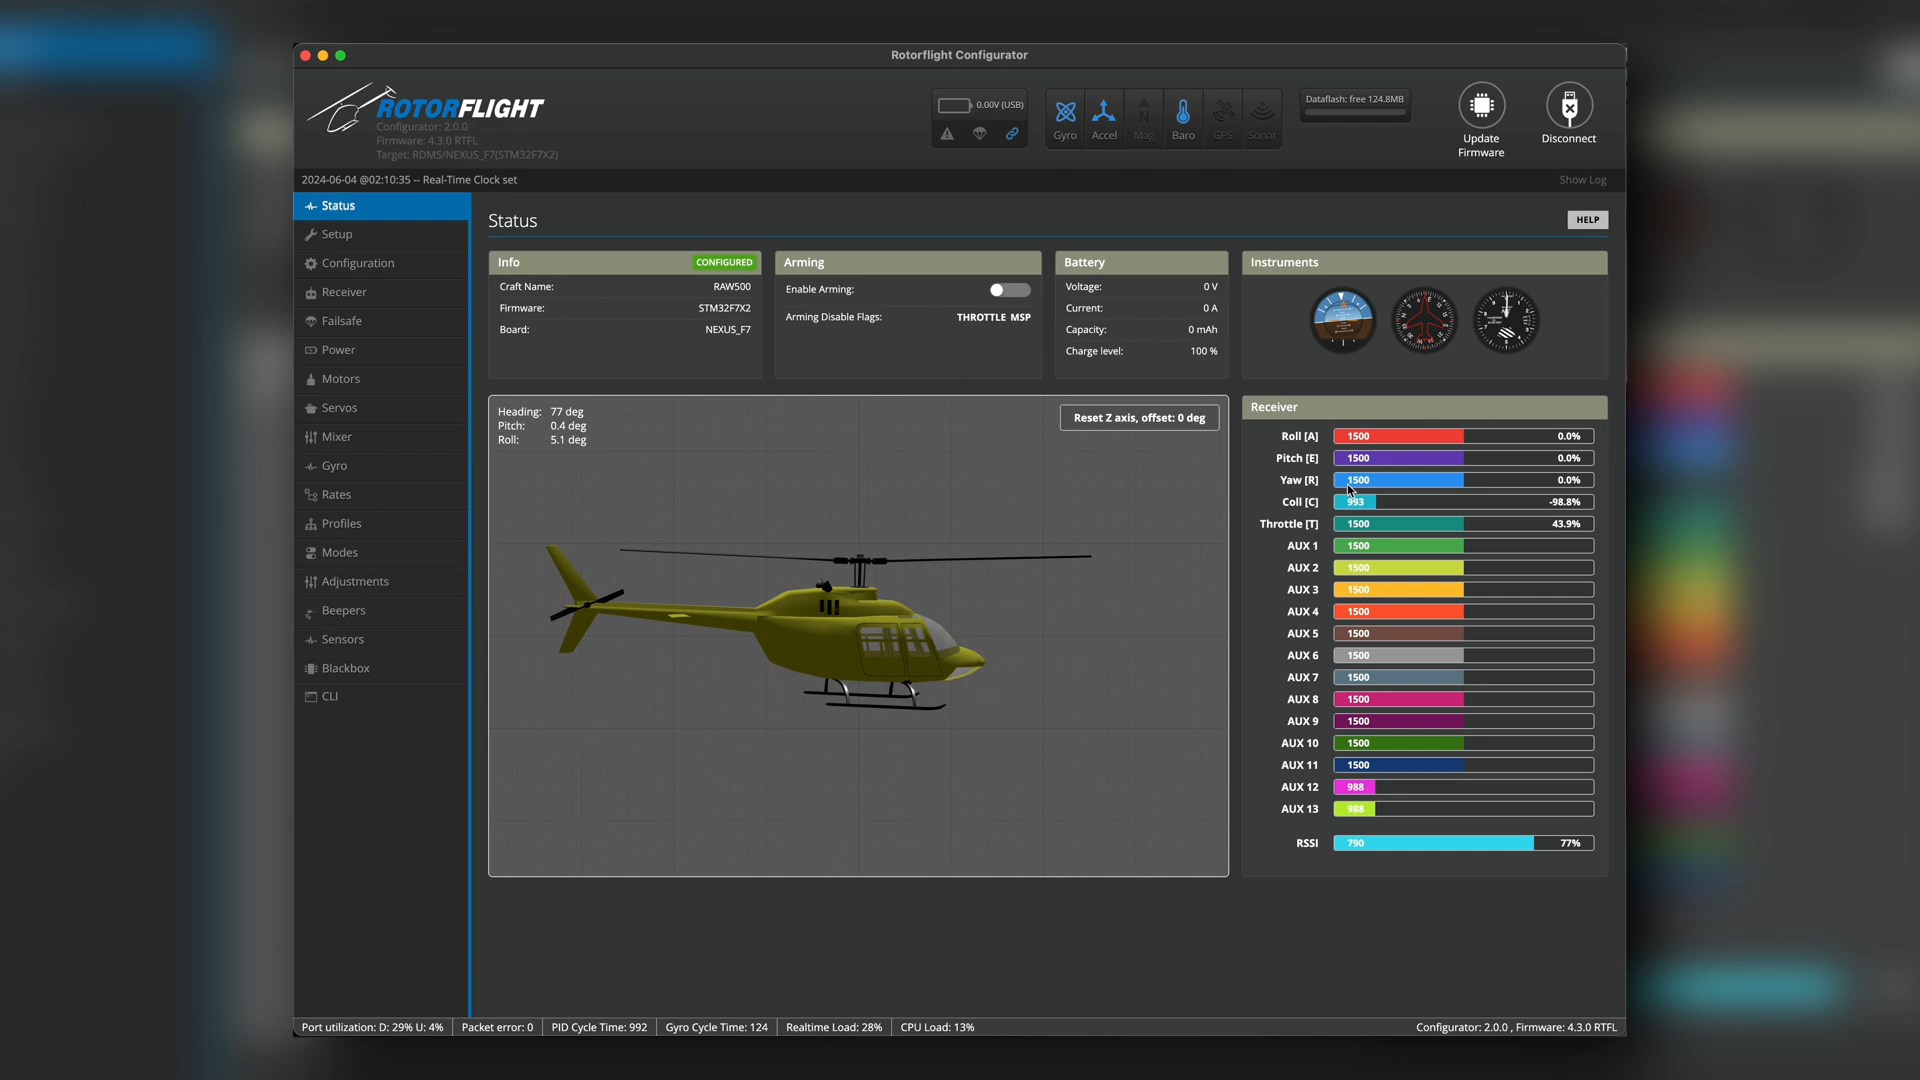 Rotorflight Configurator
ROTORFLIGHT
Configurator: 2.0.0
Firmware: 4.3.0 RTFL
Target: RDMS/NEXUS_F7(STM32F7X2)
0.00V (USB)
Gyro
Accel
Mag
Baro
GPS
Sonar
Dataflash: free 124.8MB
Update
Firmware
Disconnect
2024-06-04 @02:10:35 -- Real-Time Clock set
Show Log
Status
Setup
Configuration
Receiver
Failsafe
Power
Motors
Servos
Mixer
Gyro
Rates
Profiles
Modes
Adjustments
Beepers
Sensors
Blackbox
CLI
Status
HELP
Info CONFIGURED
Craft Name: RAW500
Firmware: STM32F7X2
Board: NEXUS_F7
Arming
Enable Arming:
Arming Disable Flags: THROTTLE MSP
Battery
Voltage: 0 V
Current: 0 A
Capacity: 0 mAh
Charge level: 100 %
Instruments
Heading: 77 deg
Pitch: 0.4 deg
Roll: 5.1 deg
Reset Z axis, offset: 0 deg
Receiver
Roll [A] 1500 0.0%
Pitch [E] 1500 0.0%
Yaw [R] 1500 0.0%
Coll [C] 993 -98.8%
Throttle [T] 1500 43.9%
AUX 1 1500
AUX 2 1500
AUX 3 1500
AUX 4 1500
AUX 5 1500
AUX 6 1500
AUX 7 1500
AUX 8 1500
AUX 9 1500
AUX 10 1500
AUX 11 1500
AUX 12 988
AUX 13 988
RSSI 790 77%
Port utilization: D: 29% U: 4%
Packet error: 0
PID Cycle Time: 992
Gyro Cycle Time: 124
Realtime Load: 28%
CPU Load: 13%
Configurator: 2.0.0 , Firmware: 4.3.0 RTFL